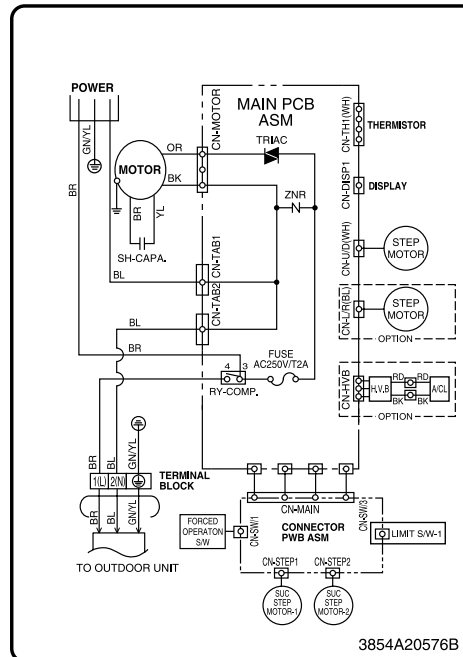 POWER
MAIN PCB
ASM
TRIAC
CN-MOTOR
CN-TH1(WH)
THERMISTOR
GN/YL
BR
MOTOR
OR
BK
BR
YL
SH-CAPA.
ZNR
CN-DISP1
DISPLAY
CN-U/D(WH)
STEP
MOTOR
CN-TAB1
BL
CN-TAB2
BL
CN-L/R(BL)
STEP
MOTOR
OPTION
BR
4 3
RY-COMP.
FUSE
AC250V/T2A
CN-HVB
H,V,B
RD
RD
BK
BK
A/CL
OPTION
BR
BL
GN/YL
1(L)
2(N)
TERMINAL
BLOCK
BR
BL
GN/YL
TO OUTDOOR UNIT
CN-MAIN
CONNECTOR
PWB ASM
FORCED
OPERATON
S/W
CN-SW/1
CN-SW/3
LIMIT S/W-1
CN-STEP1
CN-STEP2
SUC
STEP
MOTOR-1
SUC
STEP
MOTOR-2
3854A20576B